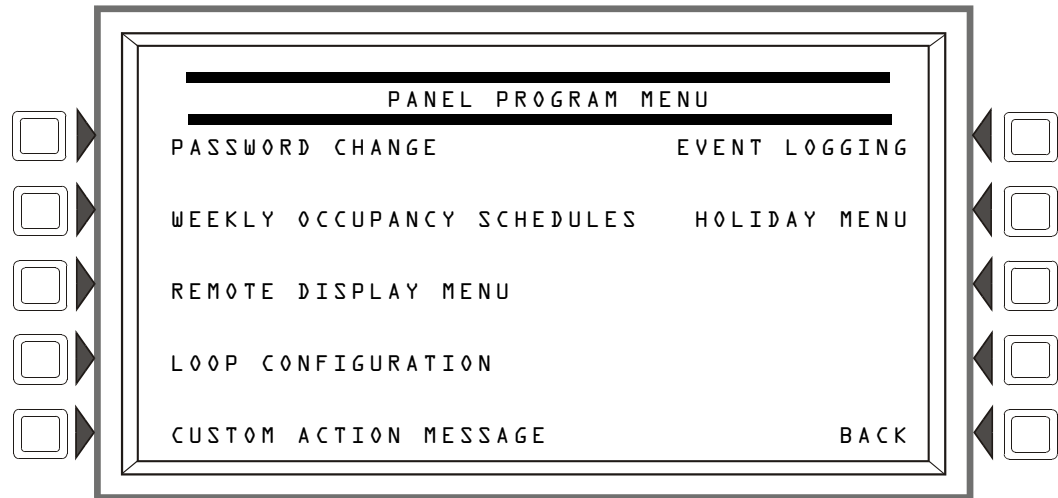 PANEL PROGRAM MENU
PASSWORD CHANGE EVENT LOGGING
WEEKLY OCCUPANCY SCHEDULES HOLIDAY MENU
REMOTE DISPLAY MENU
LOOP CONFIGURATION
CUSTOM ACTION MESSAGE BACK